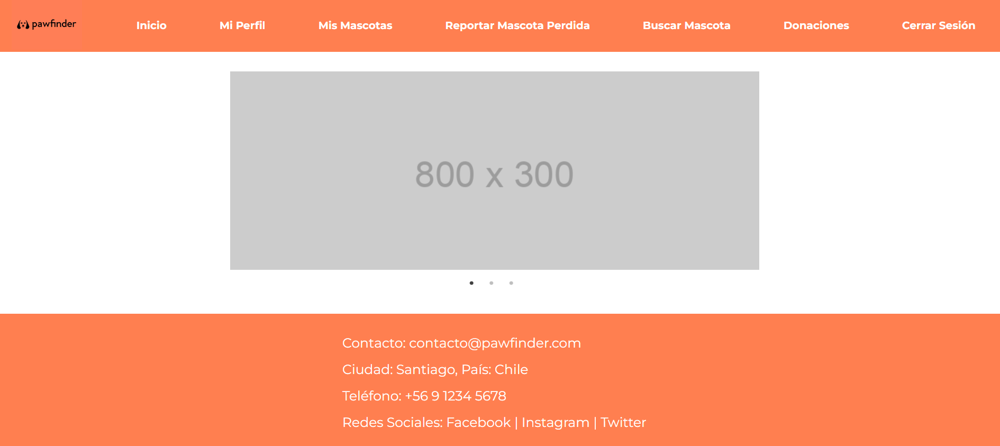 pawfinder Inicio Mi Perfil Mis Mascotas Reportar Mascota Perdida Buscar Mascota Donaciones Cerrar Sesión
800 x 300
Contacto: contacto@pawfinder.com
Ciudad: Santiago, País: Chile
Teléfono: +56 9 1234 5678
Redes Sociales: Facebook | Instagram | Twitter